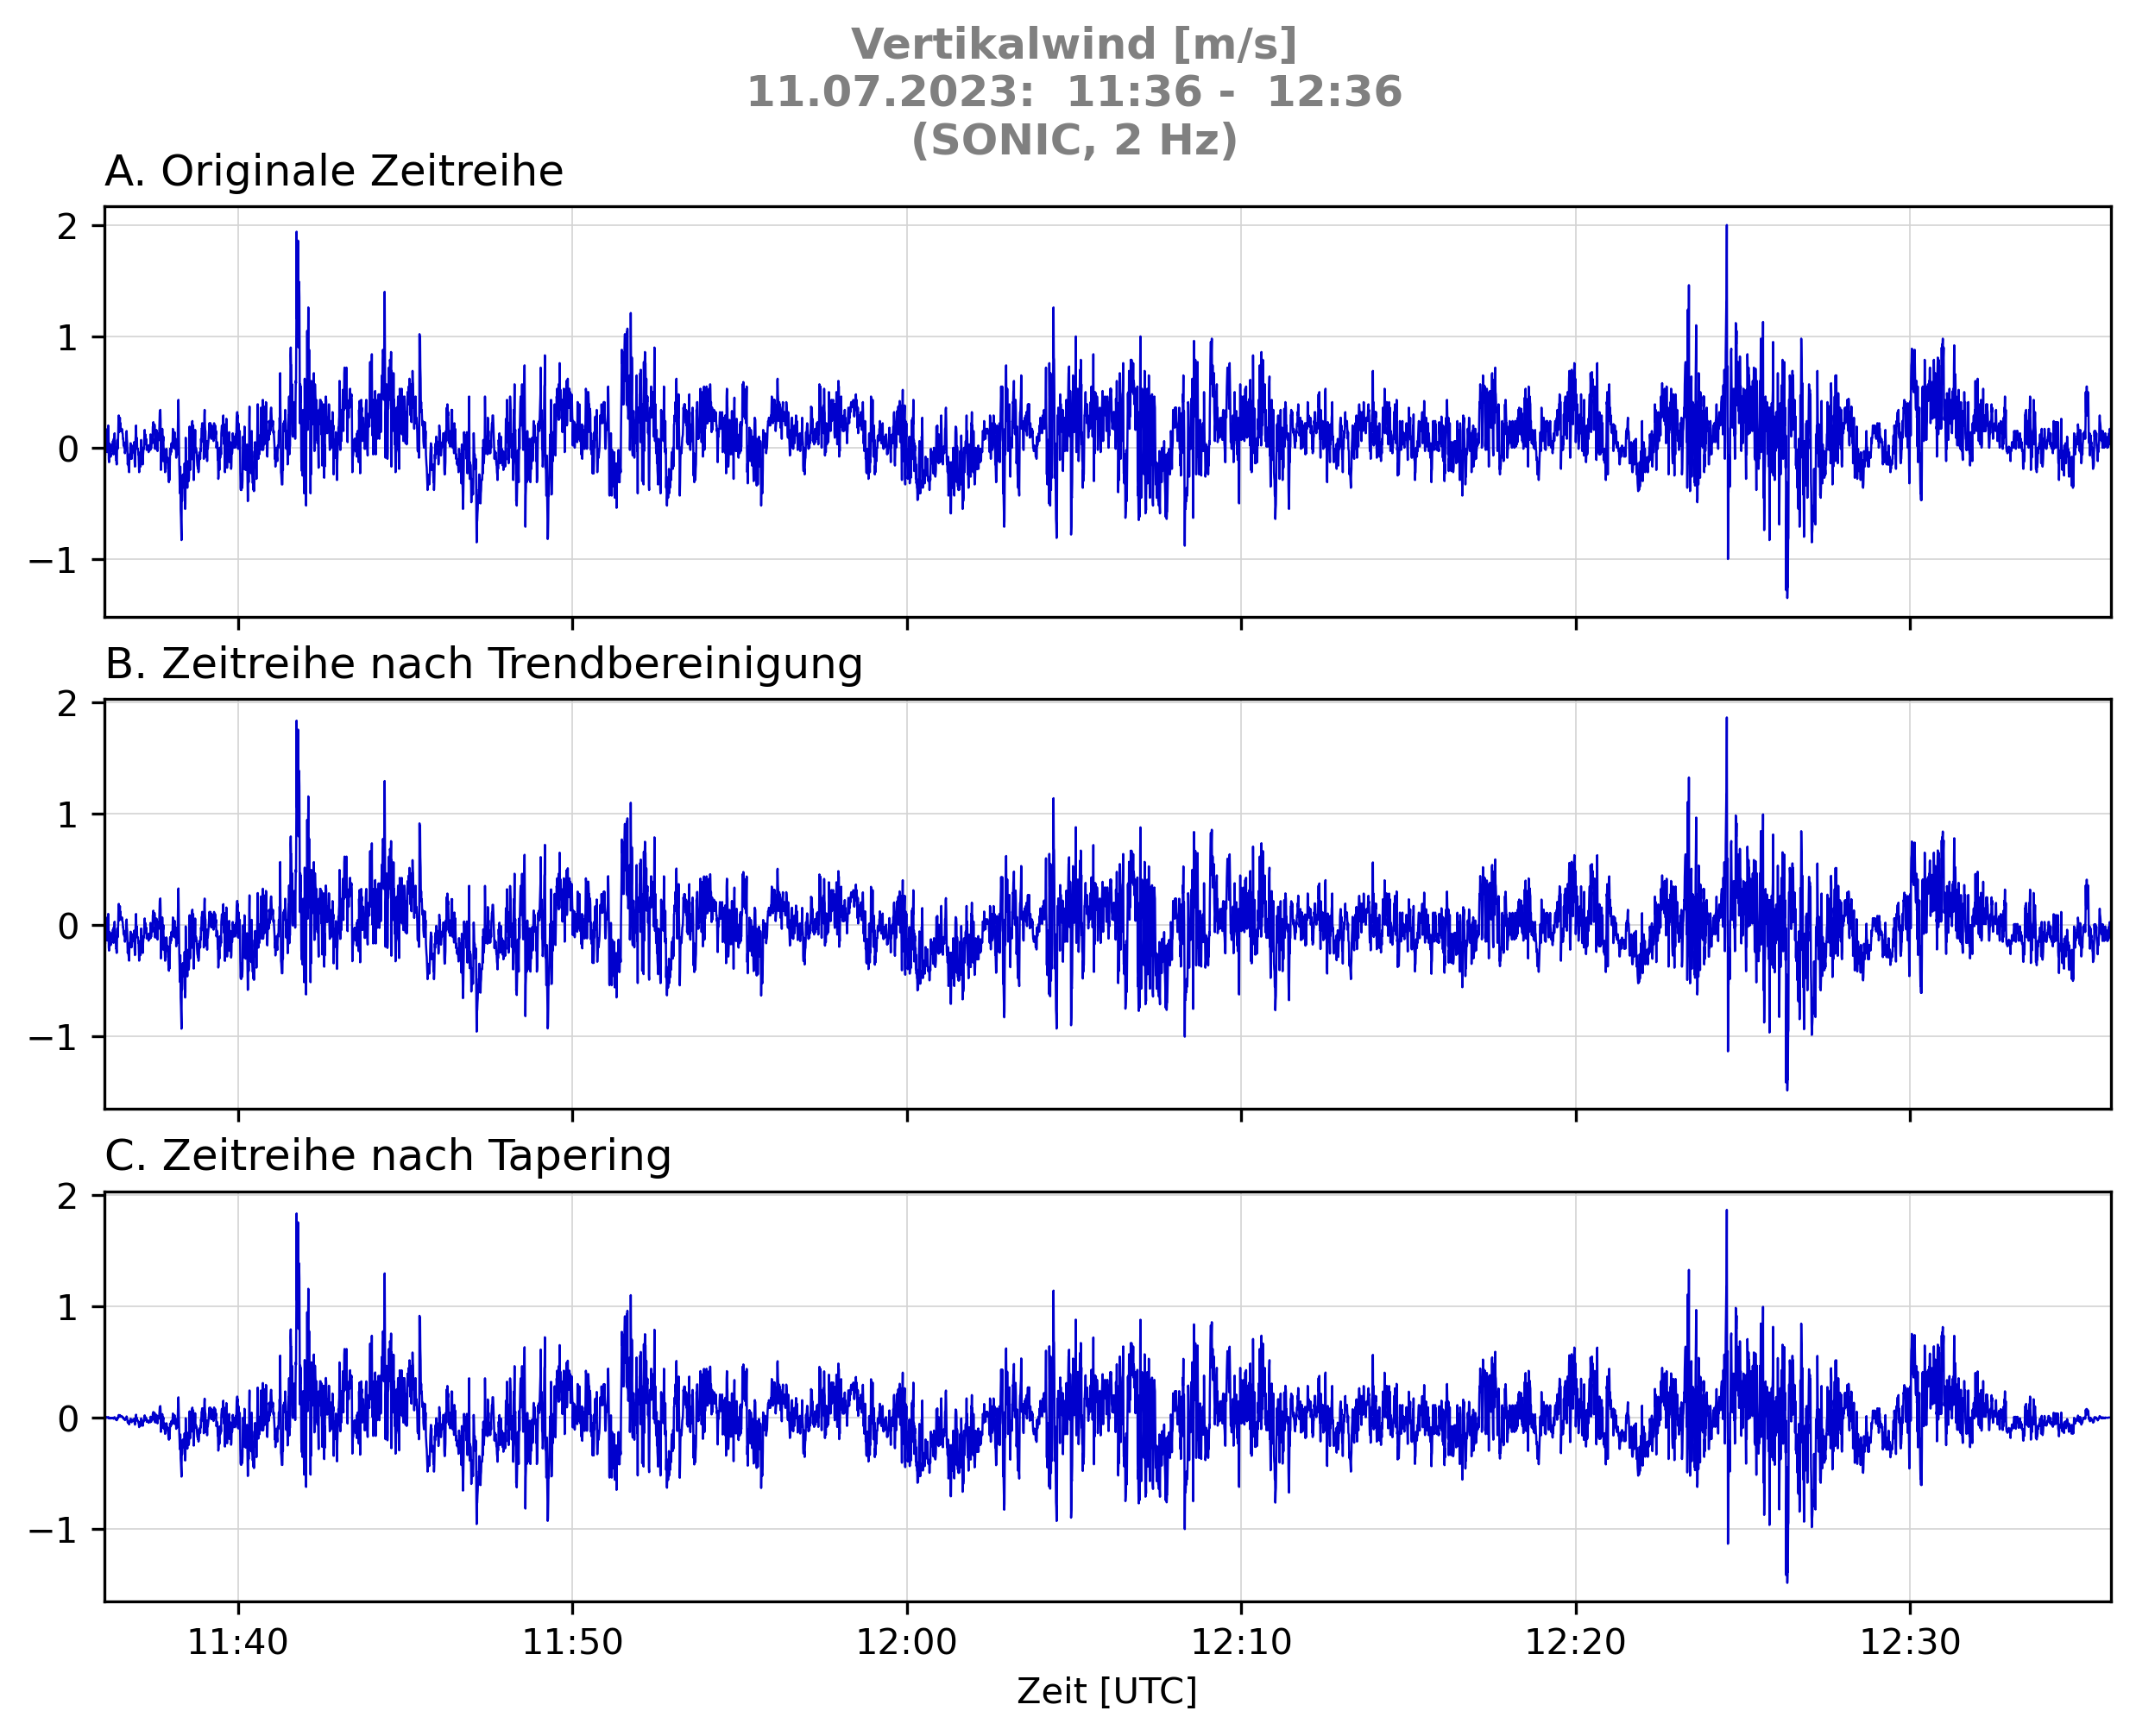 Vertikalwind [m/s]
11.07.2023:  11:36 -  12:36
(SONIC, 2 Hz)
A. Originale Zeitreihe
2
1
0
−1
B. Zeitreihe nach Trendbereinigung
2
1
0
−1
C. Zeitreihe nach Tapering
2
1
0
−1
11:40 11:50 12:00 12:10 12:20 12:30
Zeit [UTC]